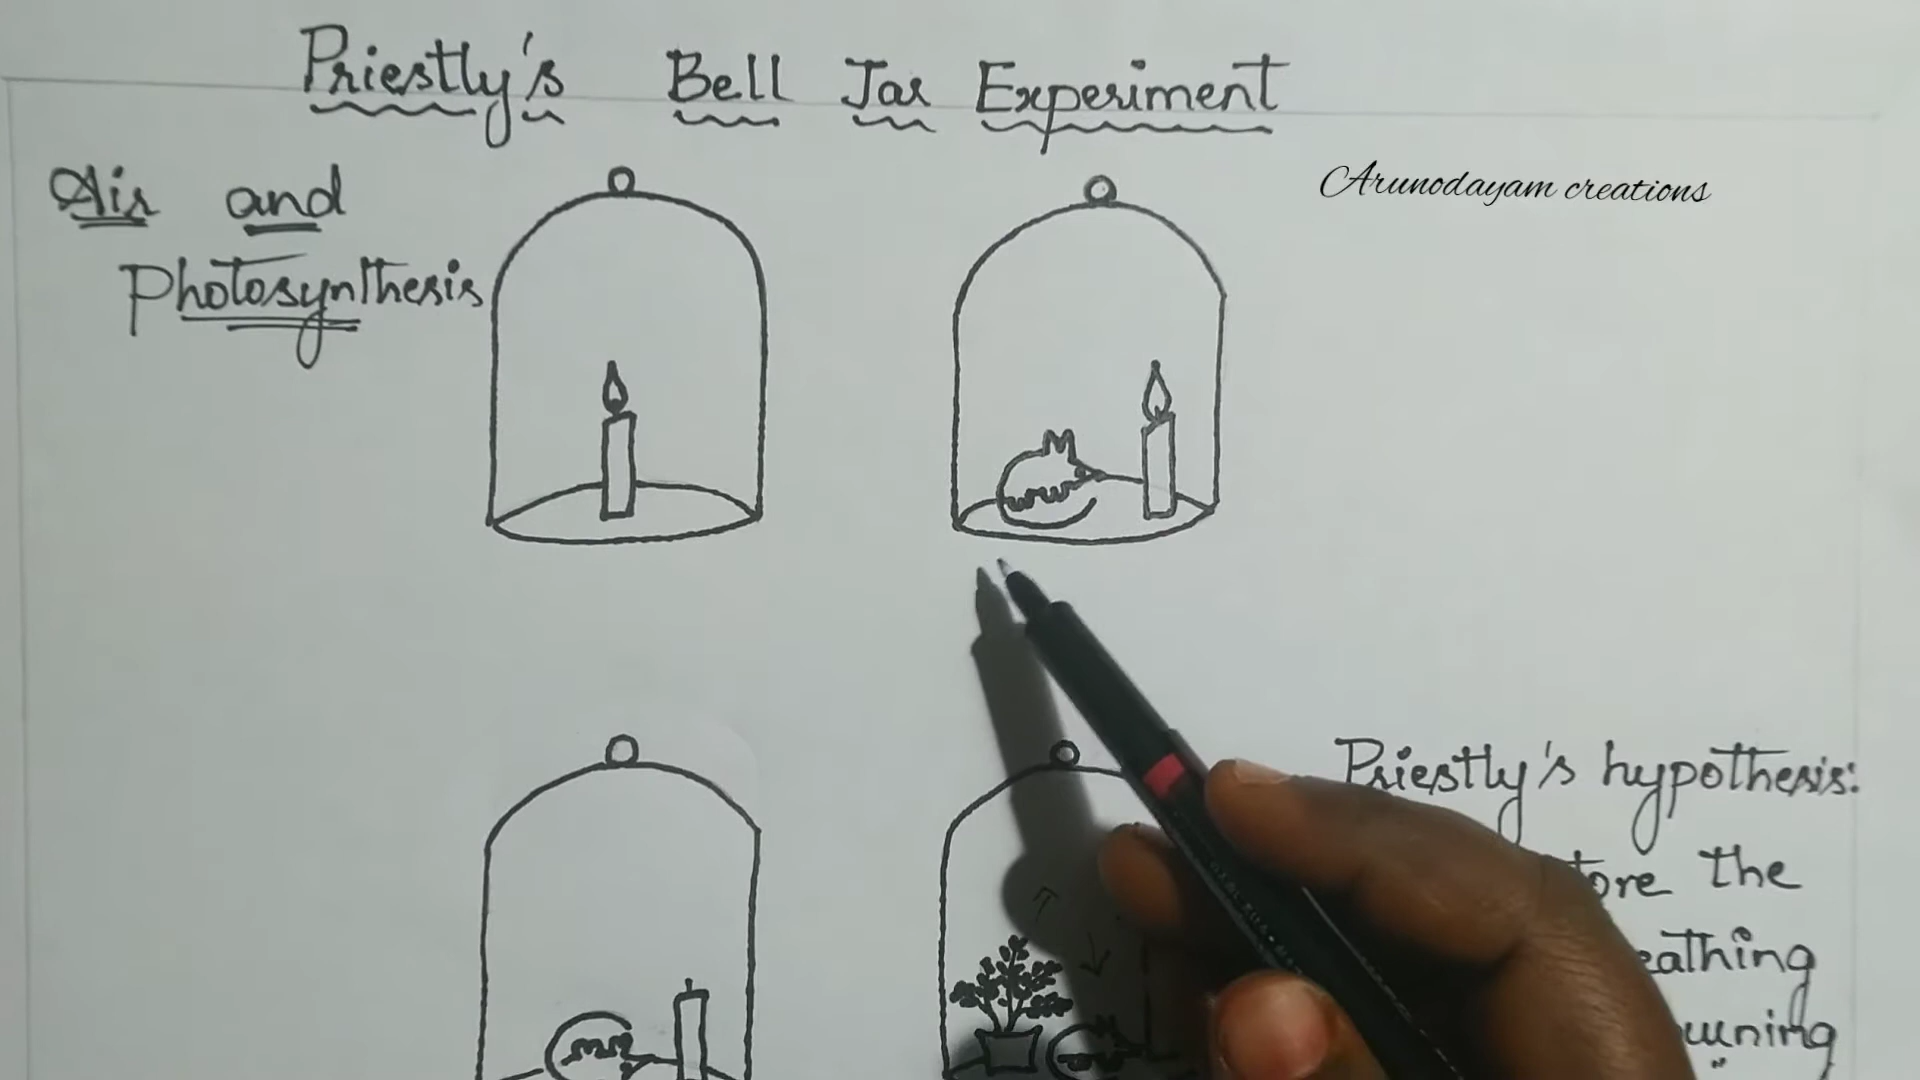 Priestly's Bell Jar Experiment
Air and
Photosynthesis
Arunodayam creations
Priestly's hypothesis:
the